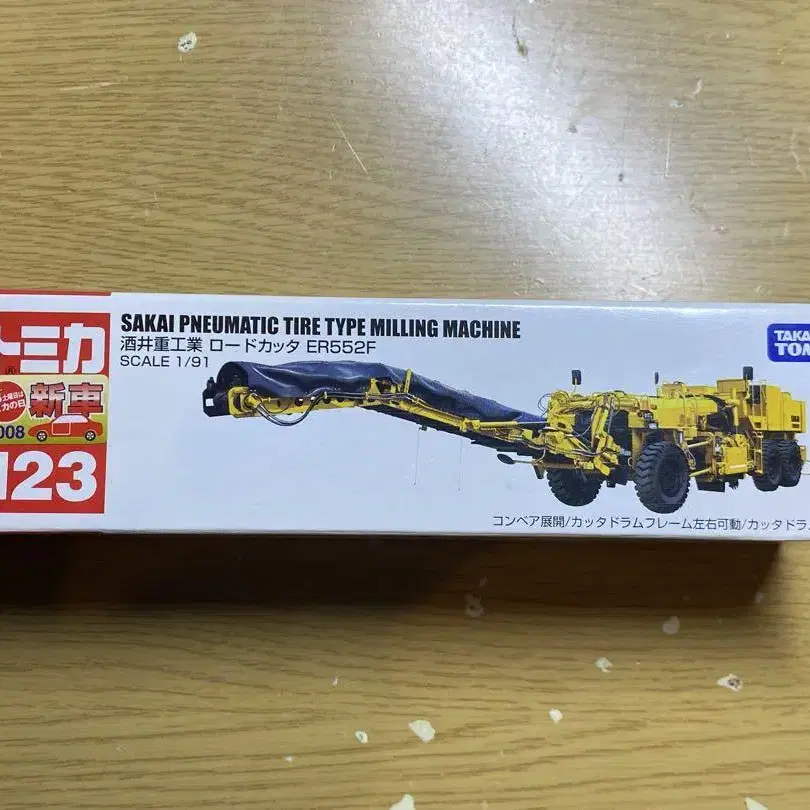 SAKAI PNEUMATIC TIRE TYPE MILLING MACHINE
酒井重工業 ロードカッタ ER552F
SCALE 1/91
トミカ
®
新車
008
123
TAKA
TOM
コンベア展開/カッタドラムフレーム左右可動/カッタドラ